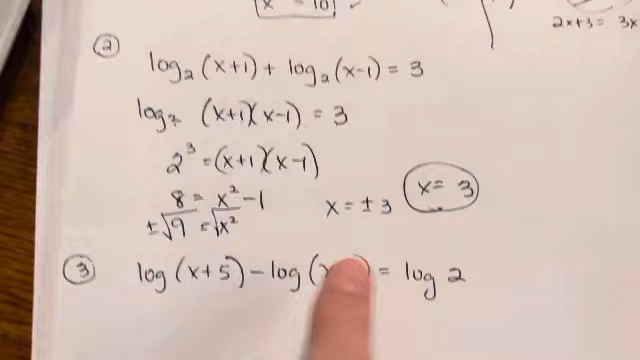 x = 10
2x+3 = 3x
2
log₂(x+1) + log₂(x-1) = 3
log₂ (x+1)(x-1) = 3
2³ = (x+1)(x-1)
8 = x² - 1
±√9 = √x²
x = ± 3
x = 3
3
log(x+5) - log(x ) = log 2